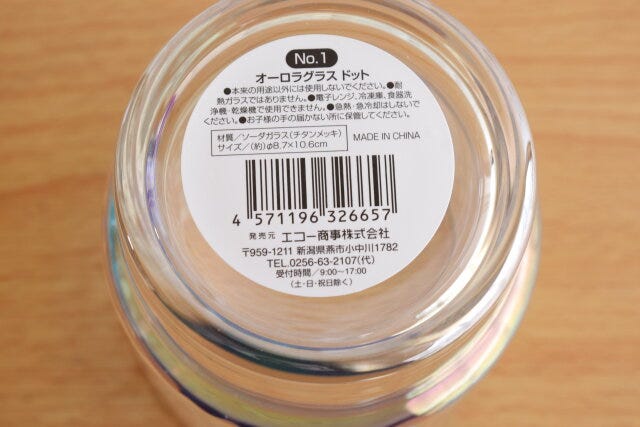 No.1
オーロラグラス ドット
●本来の用途以外には使用しないでください。●耐
熱ガラスではありません。●電子レンジ、冷凍庫、食器洗
浄機・乾燥機で使用できません。●急熱・急冷却はしないで
ください。●お子様の手の届かない所に保管してください。
材質/ソーダガラス(チタンメッキ)
サイズ/(約)φ8.7×10.6cm
MADE IN CHINA
4 571196 326657
発売元 エコー商事株式会社
〒959-1211 新潟県燕市小中川1782
TEL.0256-63-2107(代)
受付時間/9:00~17:00
(土・日・祝日除く)